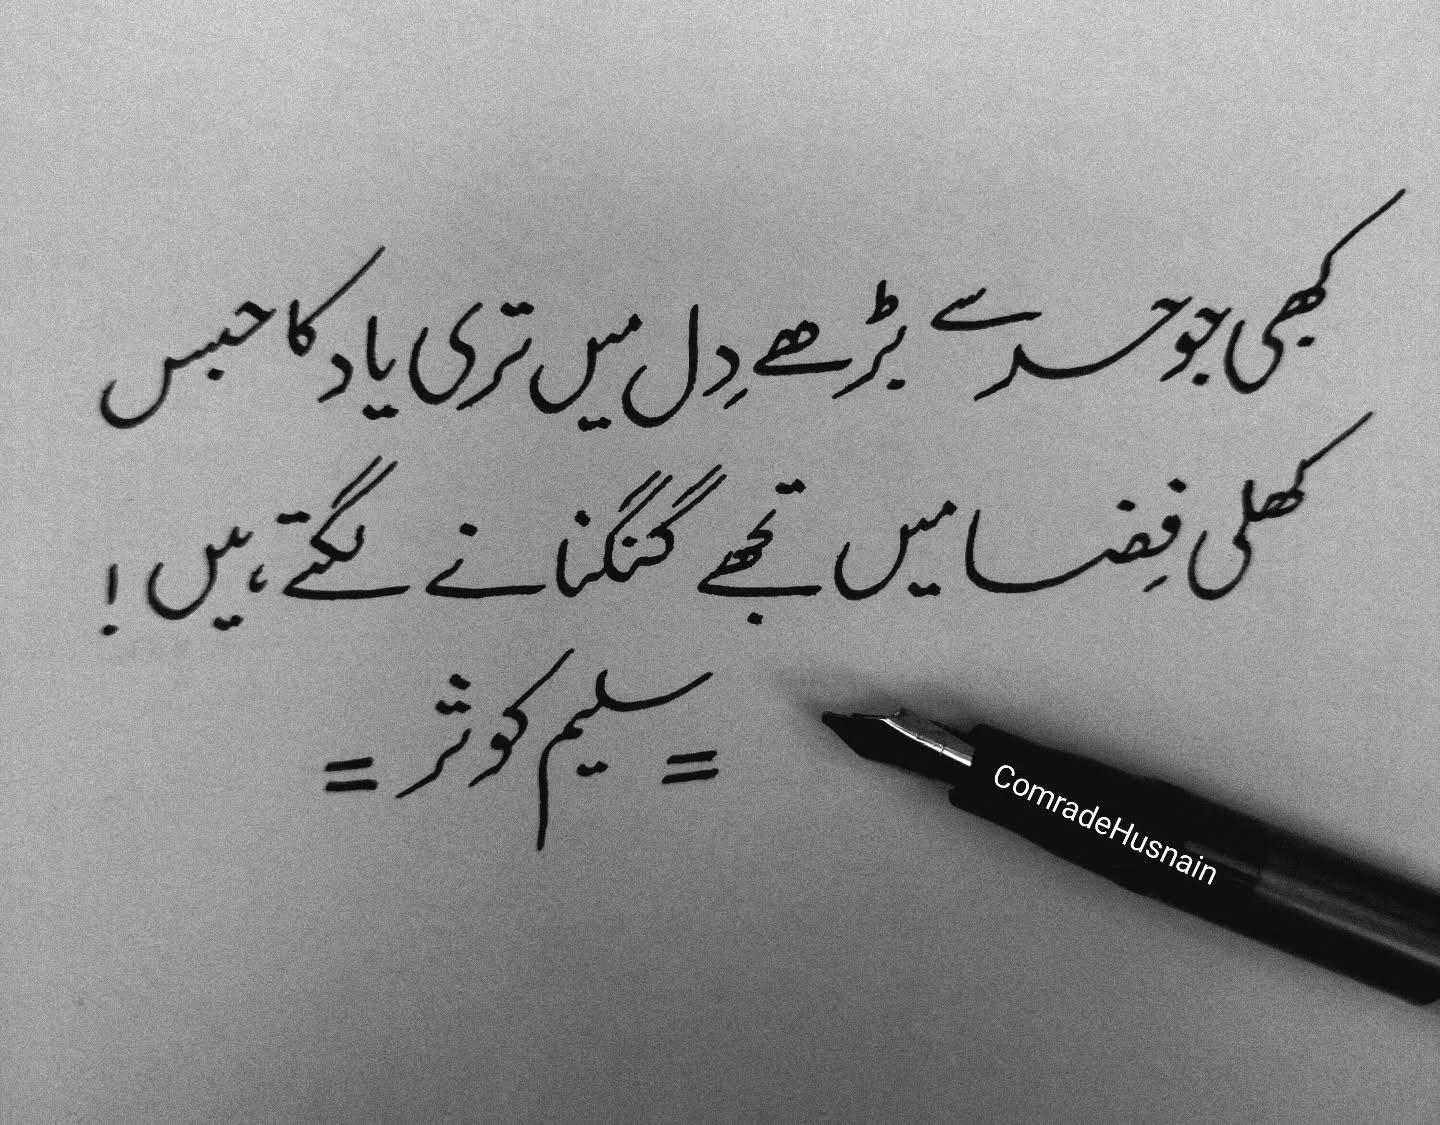 کبھی جو حد سے بڑھے دِل میں تری یاد کا حبس
کھلی فِضا میں تجھے گنگنانے لگتے ہیں !
= سلیم کوثر =
ComradeHusnain